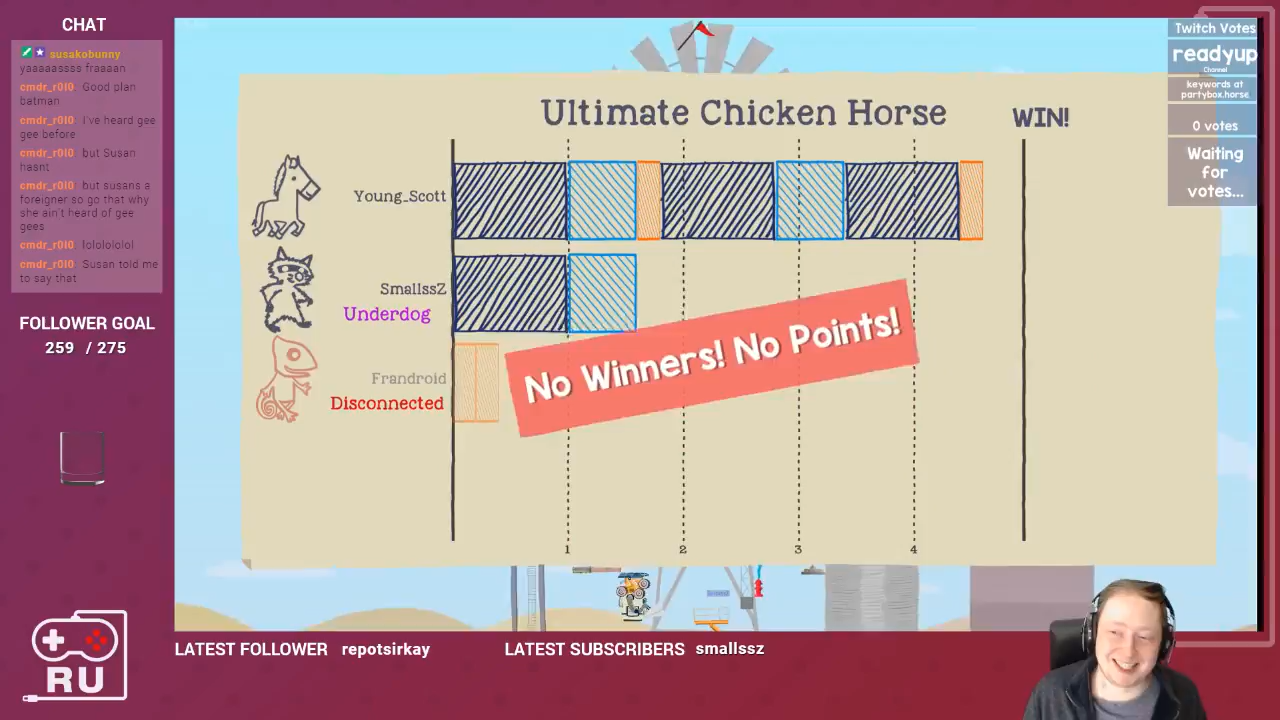 CHAT
susakobunny
yaaaaassss fraaaan
cmdr_r0l0 Good plan
batman
cmdr_r0l0 I've heard gee
gee before
cmdr_r0l0 but Susan
hasnt
cmdr_r0l0 but susans a
foreigner so go that why
she ain't heard of gee
gees
cmdr_r0l0 lololololol
cmdr_r0l0 Susan told me
to say that
FOLLOWER GOAL
259 / 275
RU
Ultimate Chicken Horse
WIN!
Young_Scott
SmallssZ
Underdog
Frandroid
Disconnected
No Winners! No Points!
1 2 3 4
Twitch Votes
readyup
Channel
keywords at
partybox.horse
0 votes
Waiting
for
votes...
LATEST FOLLOWER repotsirkay
LATEST SUBSCRIBERS smallssz